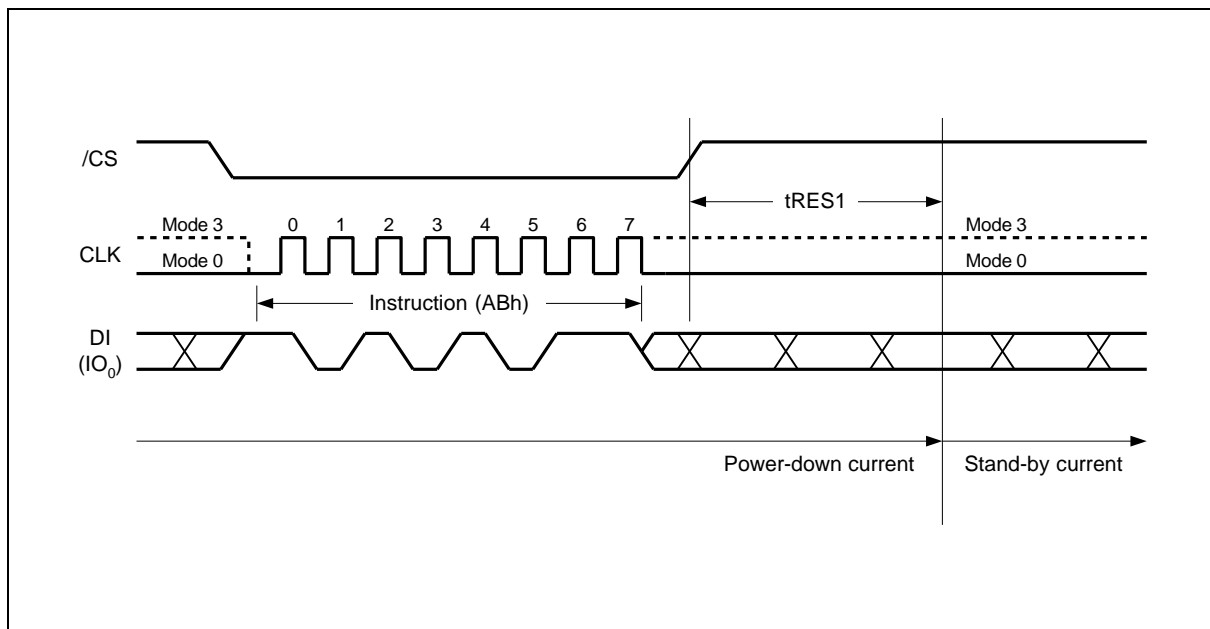 /CS
tRES1
Mode 3 0 1 2 3 4 5 6 7 Mode 3
CLK
Mode 0 Mode 0
Instruction (ABh)
DI
(IO₀)
Power-down current Stand-by current